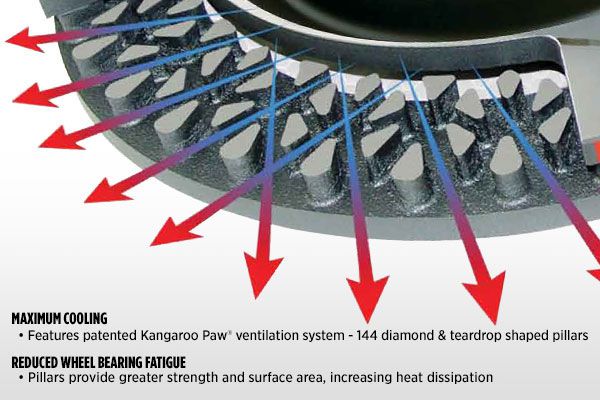 MAXIMUM COOLING
• Features patented Kangaroo Paw® ventilation system - 144 diamond & teardrop shaped pillars
REDUCED WHEEL BEARING FATIGUE
• Pillars provide greater strength and surface area, increasing heat dissipation